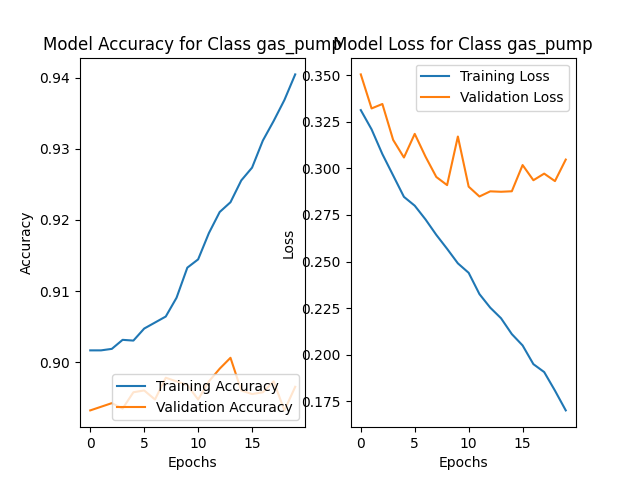 Model Accuracy for Class gas_pump
0.94
0.93
0.92
0.91
0.90
Accuracy
Training Accuracy
Validation Accuracy
0
5
10
15
Epochs
Model Loss for Class gas_pump
Training Loss
Validation Loss
0.350
0.325
0.300
0.275
0.250
0.225
0.200
0.175
Loss
0
5
10
15
Epochs